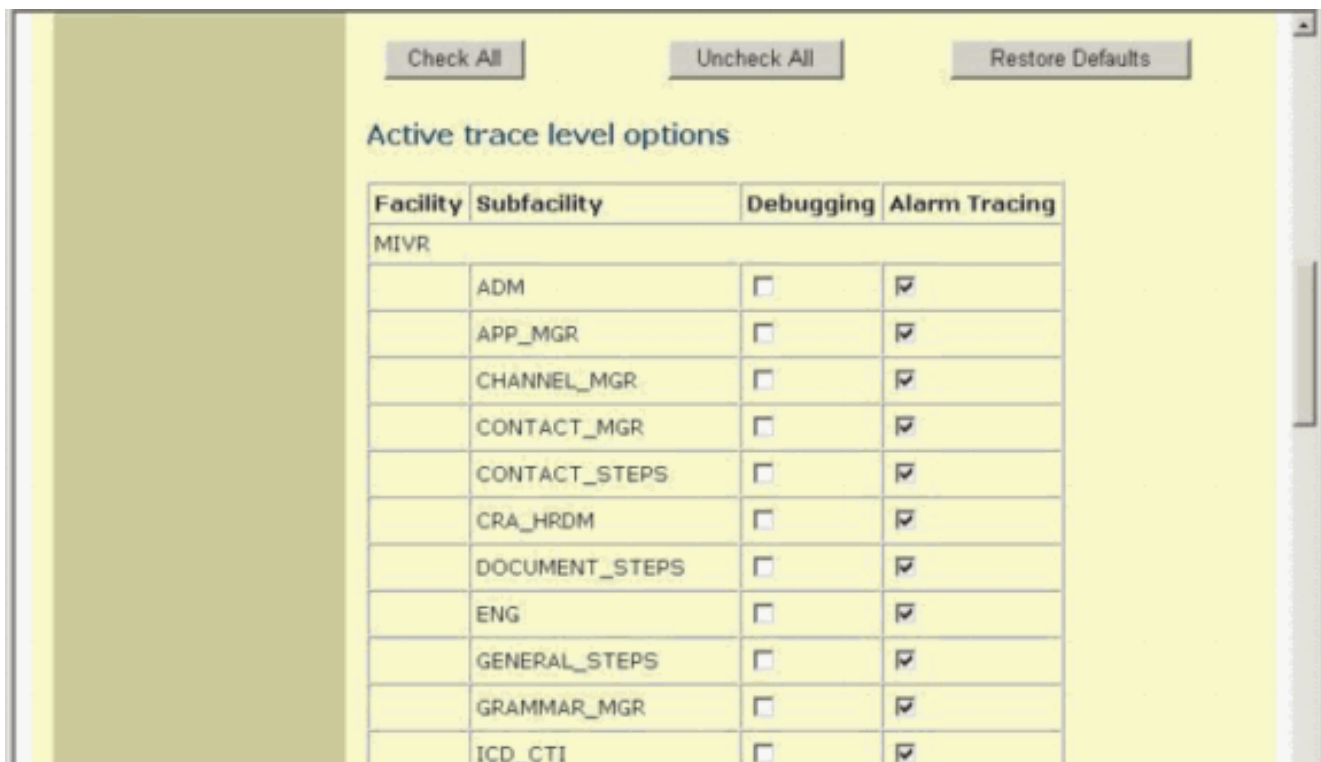 Check All Uncheck All Restore Defaults
Active trace level options
Facility Subfacility Debugging Alarm Tracing
MIVR
ADM
APP_MGR
CHANNEL_MGR
CONTACT_MGR
CONTACT_STEPS
CRA_HRDM
DOCUMENT_STEPS
ENG
GENERAL_STEPS
GRAMMAR_MGR
ICD_CTI